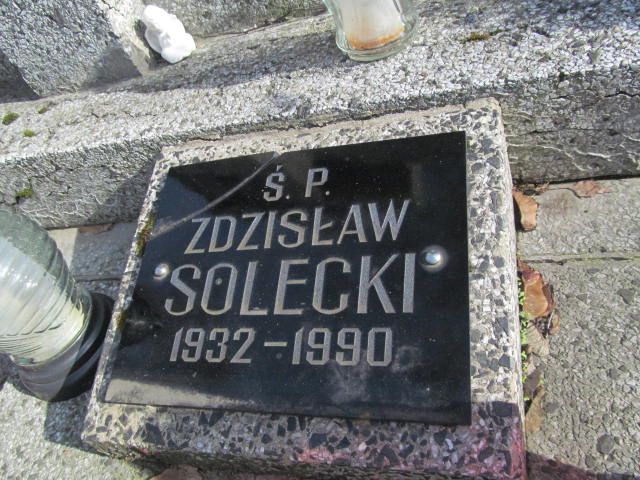 Ś. P.
ZDZISŁAW
SOLECKI
1932-1990